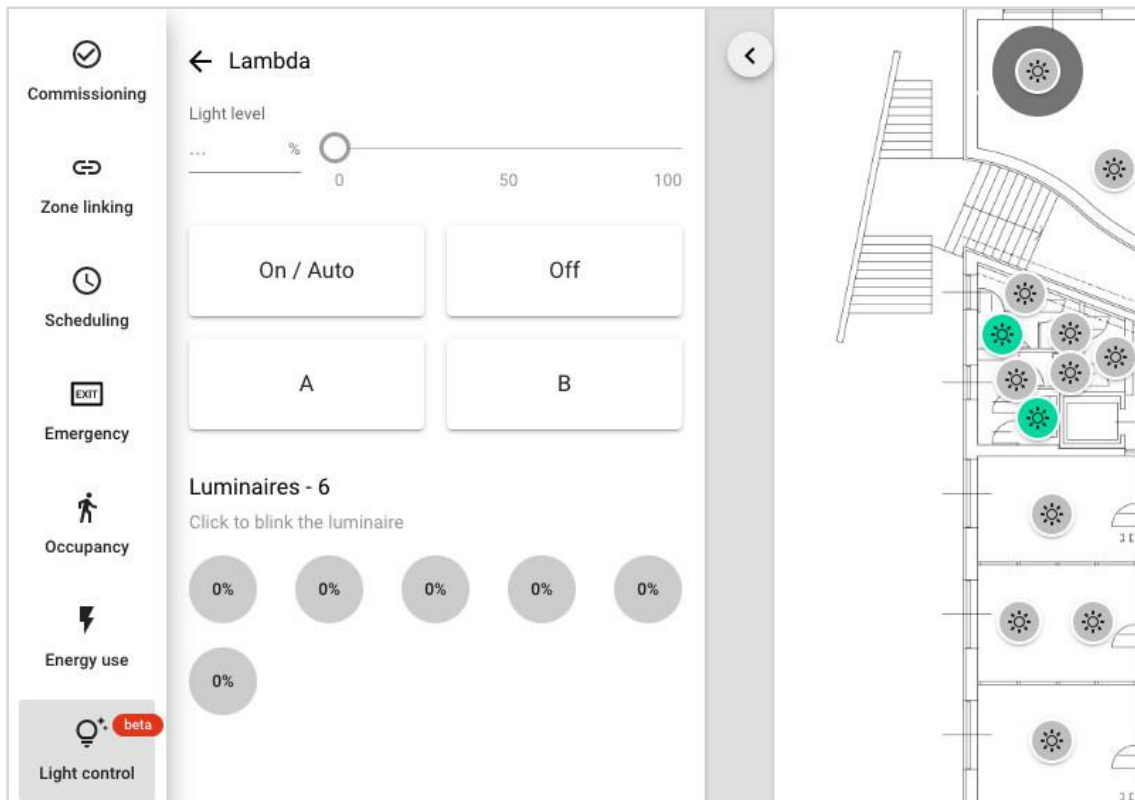 Commissioning
Zone linking
Scheduling
EXIT
Emergency
Occupancy
Energy use
beta
Light control
Lambda
Light level
... %
0 50 100
On / Auto Off
A B
Luminaires - 6
Click to blink the luminaire
0% 0% 0% 0% 0%
0%